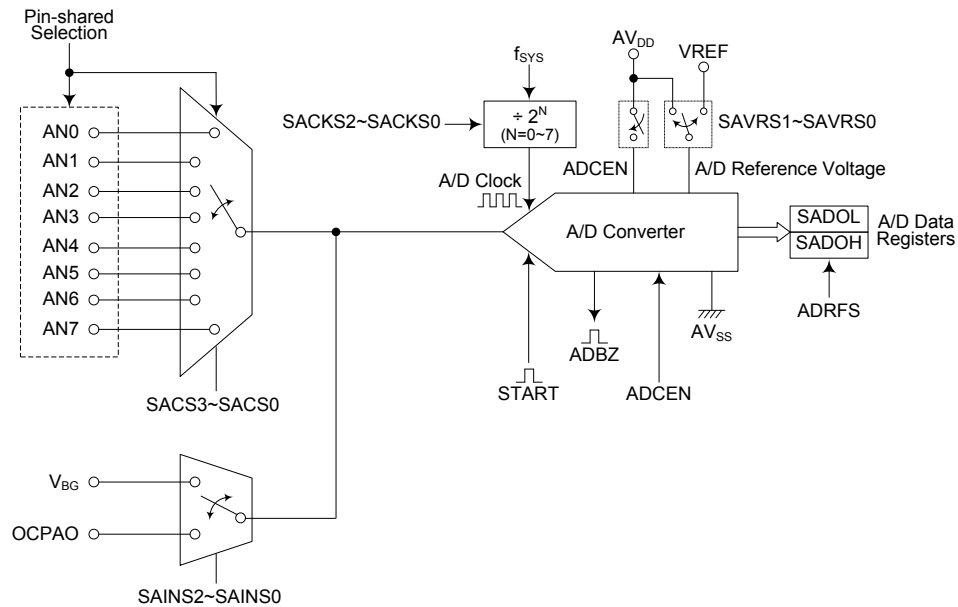 Pin-shared
Selection
AN0
AN1
AN2
AN3
AN4
AN5
AN6
AN7
SACS3~SACS0
V_BG
OCPAO
SAINS2~SAINS0
f_SYS
SACKS2~SACKS0
÷ 2^N
(N=0~7)
A/D Clock
AV_DD
VREF
SAVRS1~SAVRS0
ADCEN
A/D Reference Voltage
A/D Converter
SADOL
SADOH
A/D Data
Registers
ADRFS
START
ADBZ
ADCEN
AV_SS